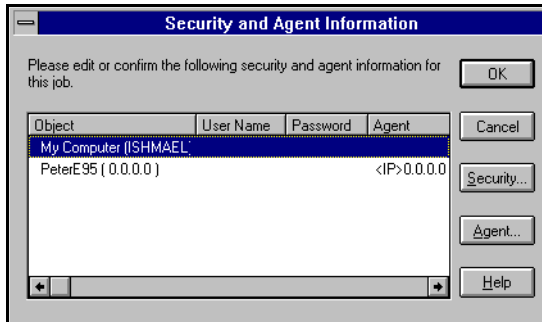 Security and Agent Information
Please edit or confirm the following security and agent information for
this job.
OK
Object User Name Password Agent
Cancel
My Computer (ISHMAEL)
PeterE95 ( 0.0.0.0 ) <IP>0.0.0.0
Security...
Agent...
Help